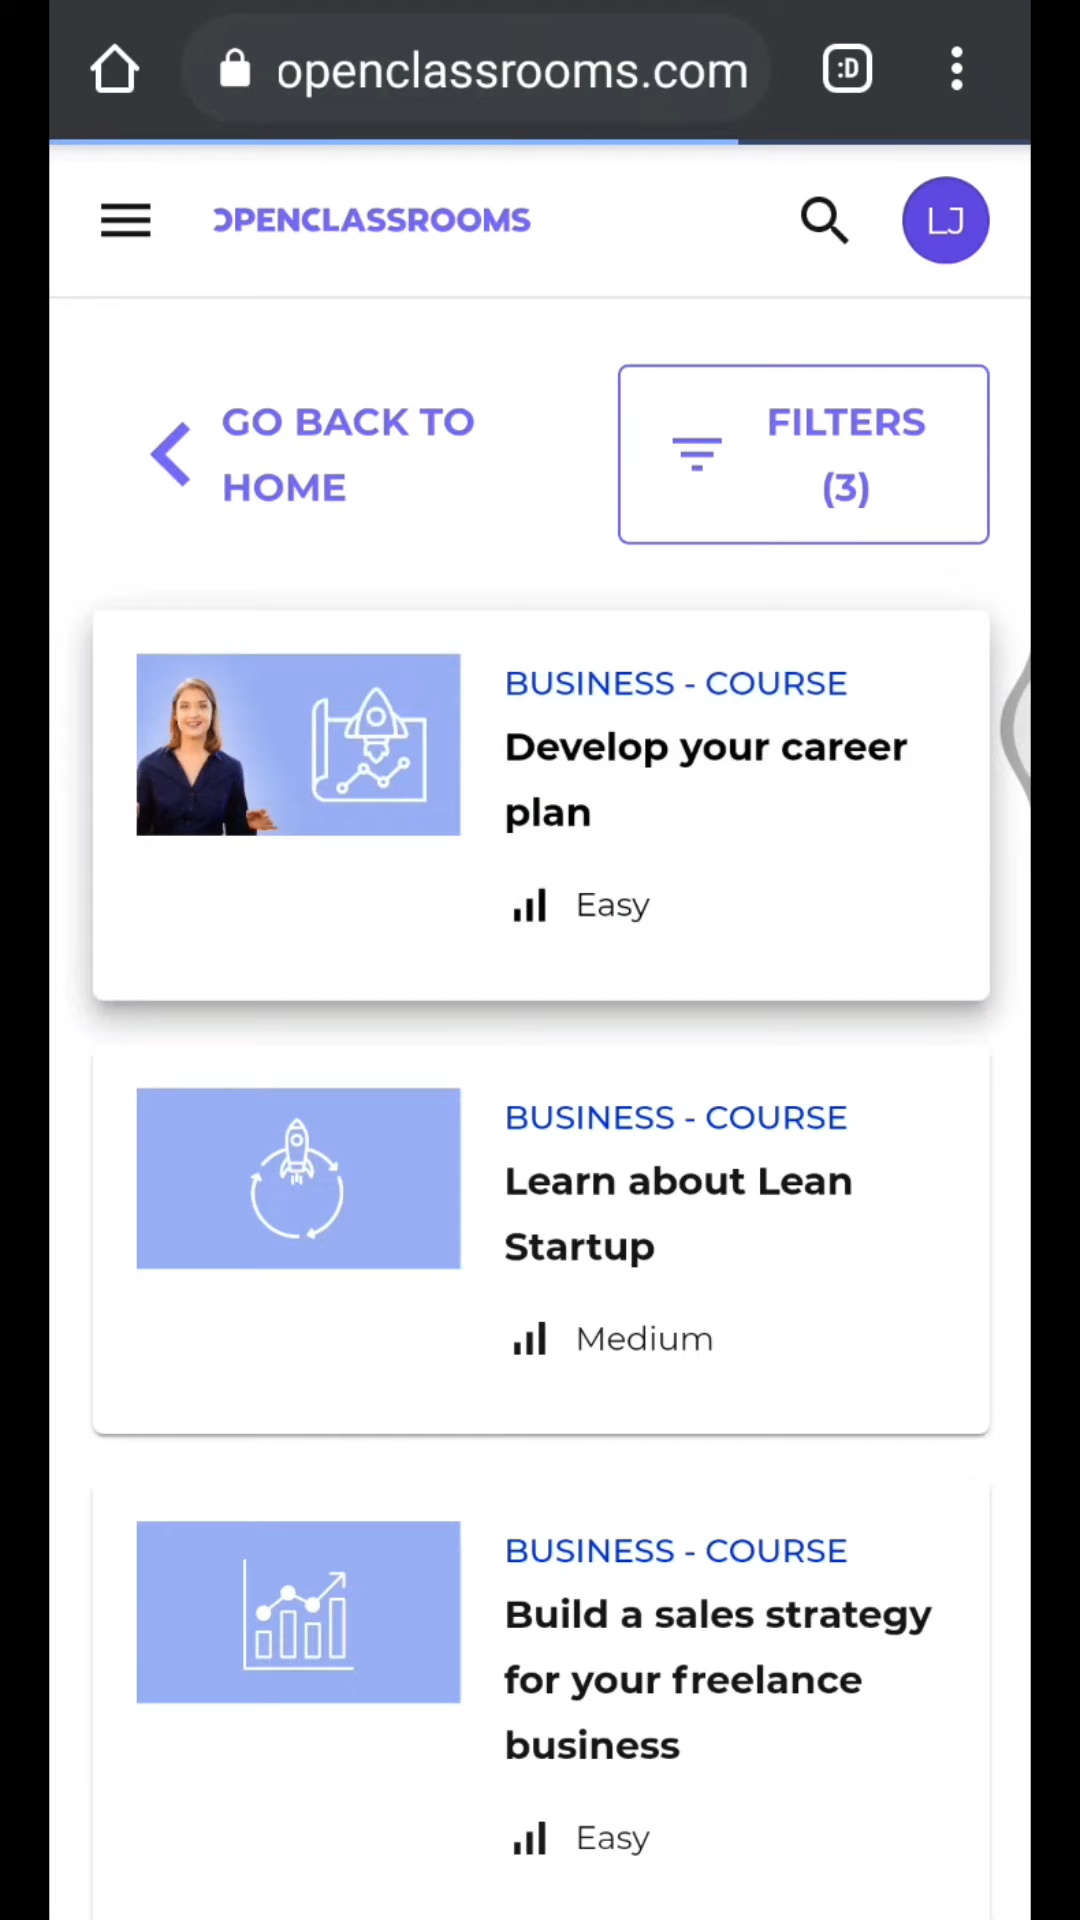 openclassrooms.com
:D
OPENCLASSROOMS
LJ
GO BACK TO
HOME
FILTERS
(3)
BUSINESS - COURSE
Develop your career
plan
Easy
BUSINESS - COURSE
Learn about Lean
Startup
Medium
BUSINESS - COURSE
Build a sales strategy
for your freelance
business
Easy